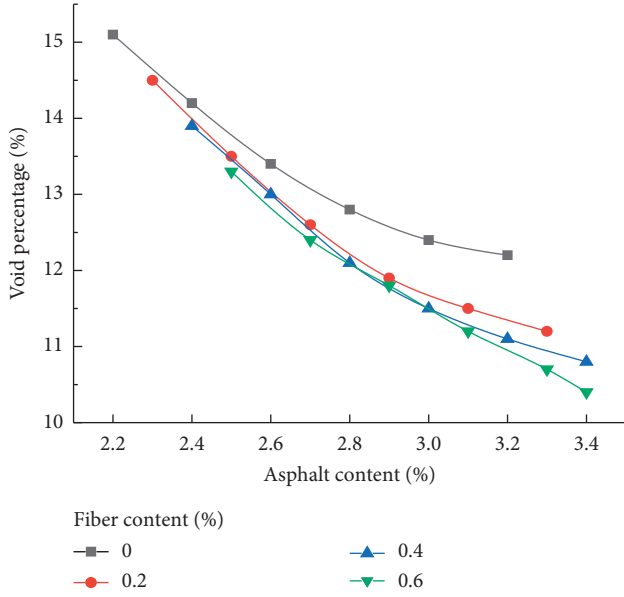 Void percentage (%)
15
14
13
12
11
10
2.2 2.4 2.6 2.8 3.0 3.2 3.4
Asphalt content (%)
Fiber content (%)
0 0.4
0.2 0.6